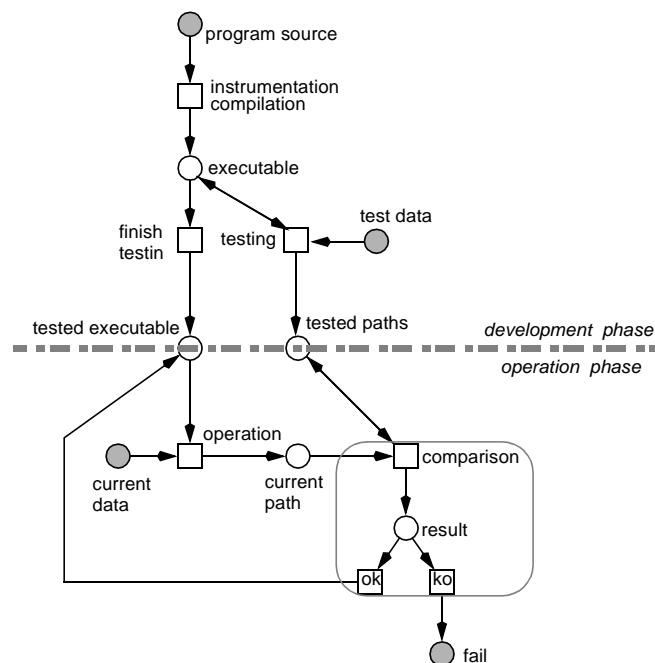 program source
instrumentation
compilation
executable
test data
finish
testin
testing
tested executable
tested paths
development phase
operation phase
operation
current
data
current
path
comparison
result
ok
ko
fail